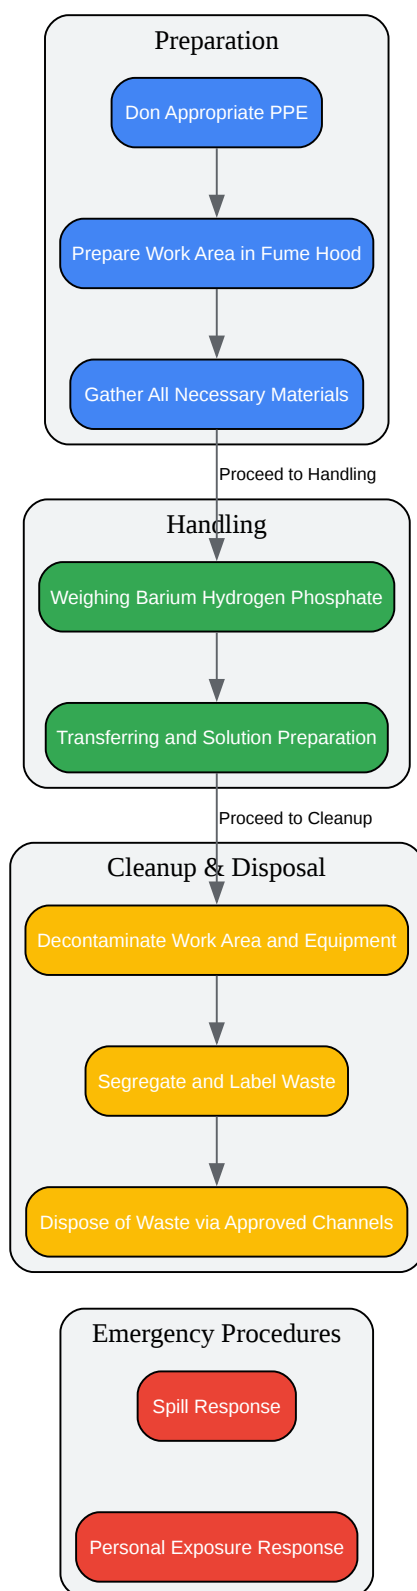 Preparation
Don Appropriate PPE
Prepare Work Area in Fume Hood
Gather All Necessary Materials
Proceed to Handling
Handling
Weighing Barium Hydrogen Phosphate
Transferring and Solution Preparation
Proceed to Cleanup
Cleanup & Disposal
Decontaminate Work Area and Equipment
Segregate and Label Waste
Dispose of Waste via Approved Channels
Emergency Procedures
Spill Response
Personal Exposure Response